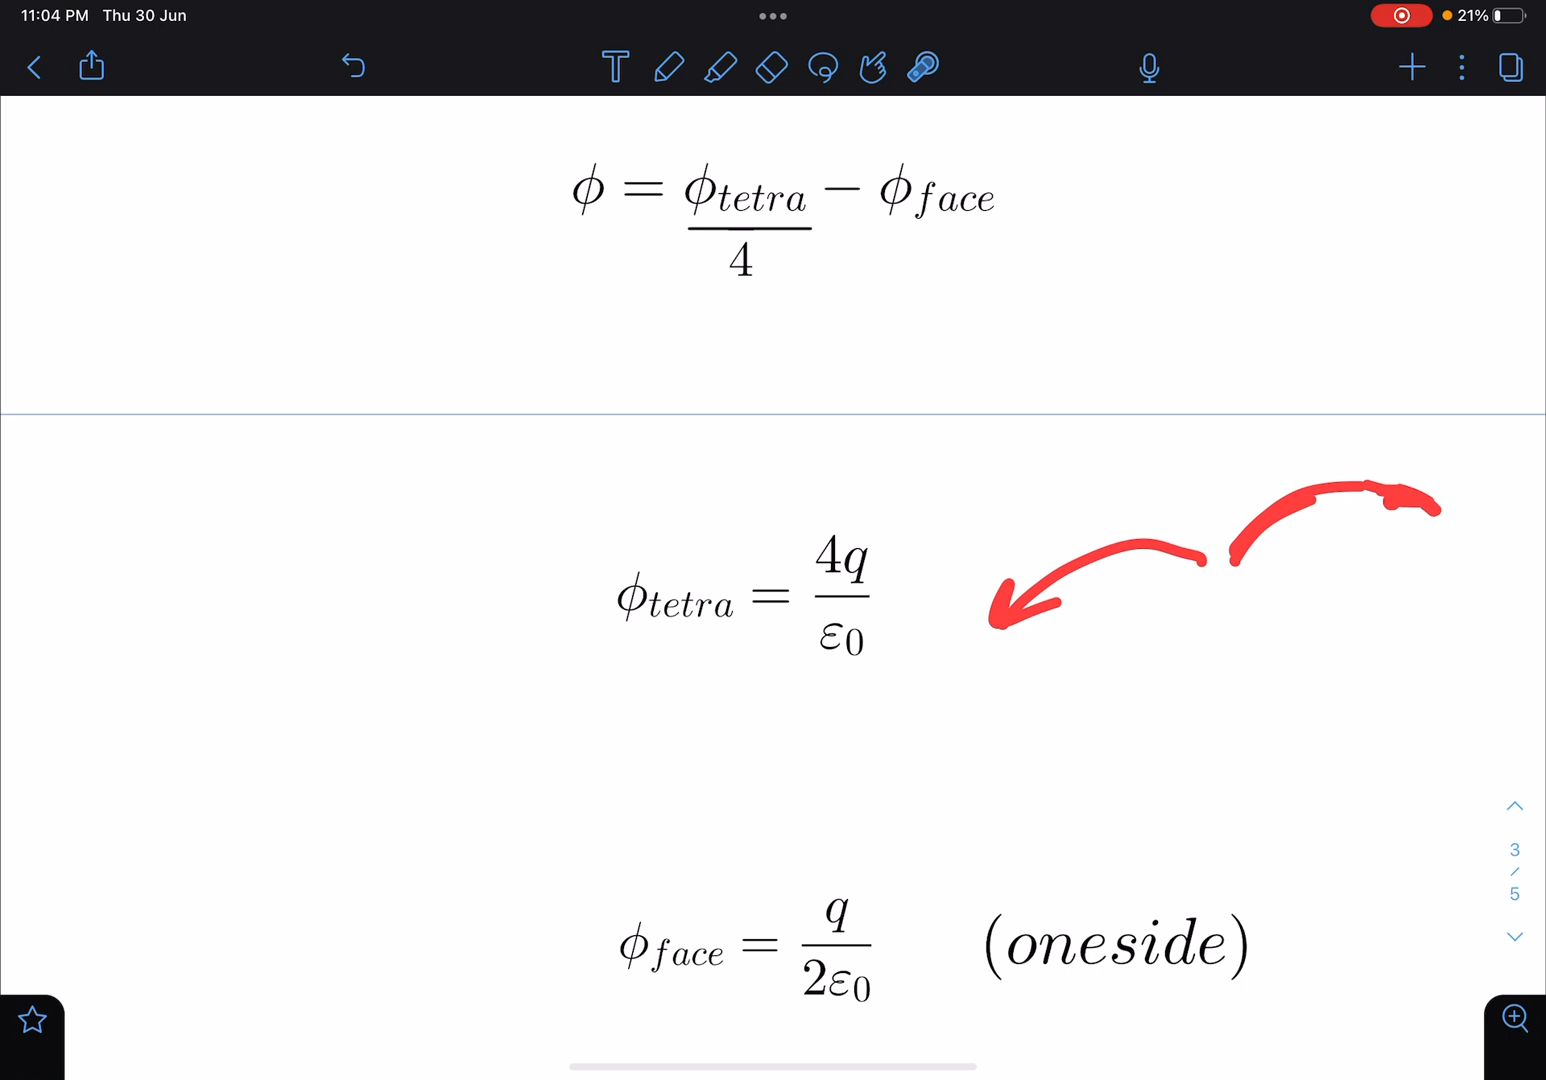 11:04 PM Thu 30 Jun
21%
T
ϕ = ϕ_tetra/4 − ϕ_face
ϕ_tetra = 4q/ε₀
3
/
5
ϕ_face = q/2ε₀ (oneside)